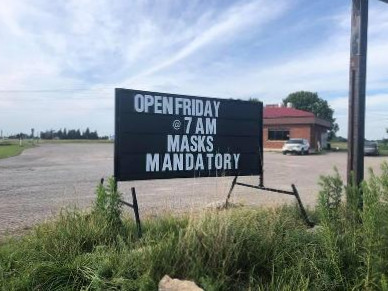 OPEN FRIDAY
@ 7 AM
MASKS
MANDATORY